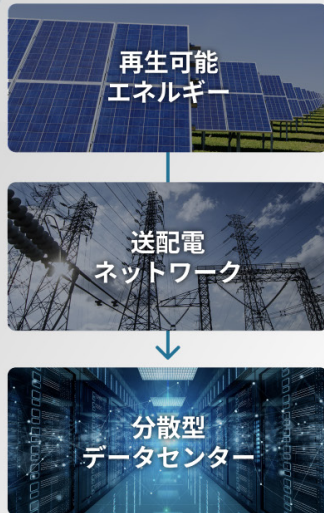 再生可能
エネルギー
送配電
ネットワーク
分散型
データセンター